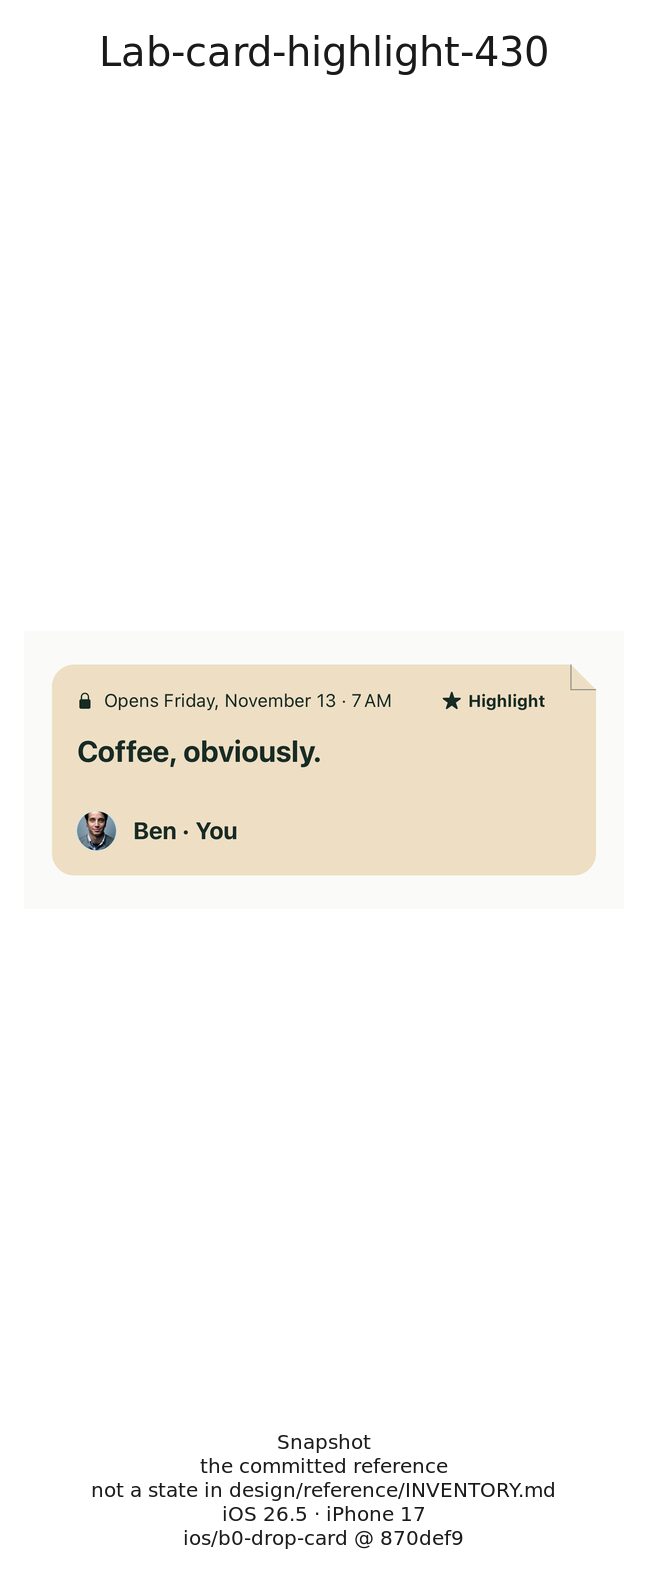 Lab-card-highlight-430
Opens Friday, November 13 · 7 AM
Highlight
Coffee, obviously.
Ben · You
Snapshot
the committed reference
not a state in design/reference/INVENTORY.md
iOS 26.5 · iPhone 17
ios/b0-drop-card @ 870def9